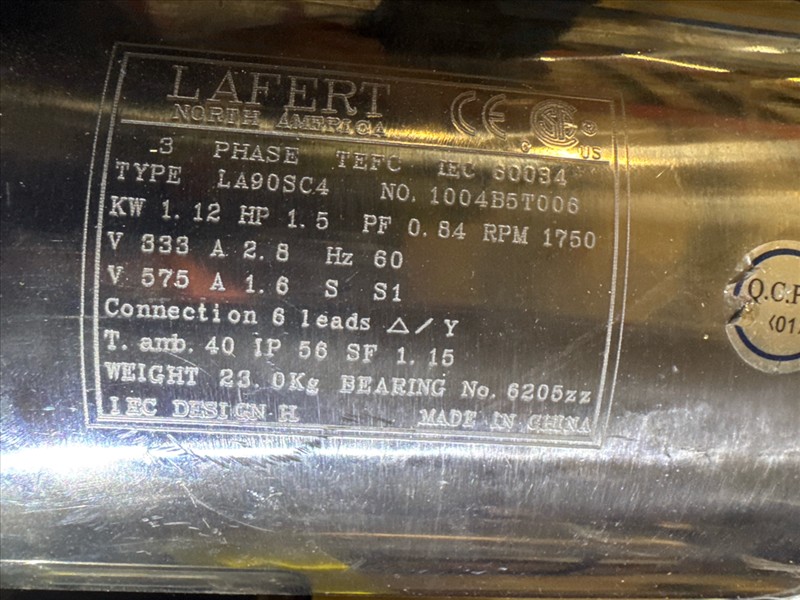 LAFERT
NORTH AMERICA
CE
C US
3 PHASE TEFC IEC 60034
TYPE LA90SC4 NO. 1004B5T006
KW 1.12 HP 1.5 PF 0.84 RPM 1750
V 333 A 2.8 Hz 60
V 575 A 1.6 S S1
Connection 6 leads △/Y
T. amb. 40 IP 56 SF 1.15
WEIGHT 23.0Kg BEARING No. 6205zz
IEC DESIGN H MADE IN CHINA
Q.C.